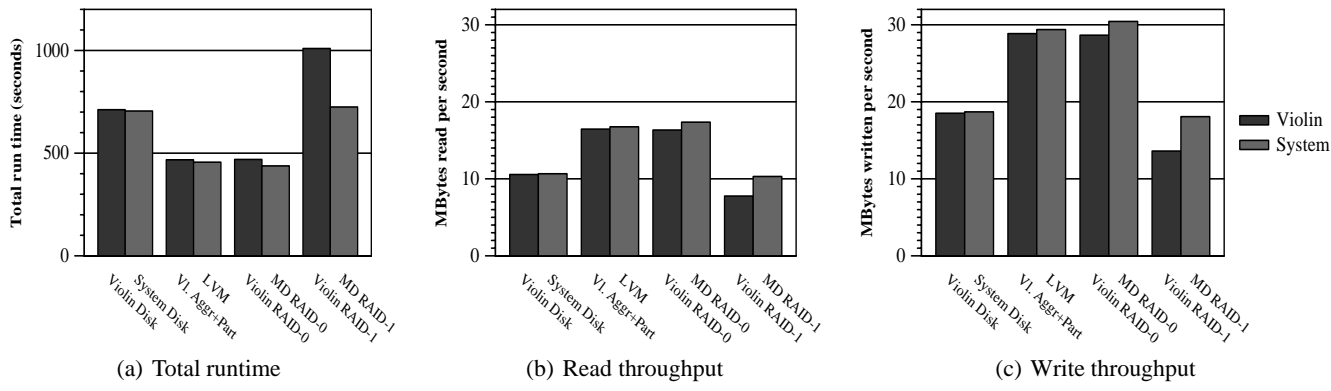 Total run time (seconds)
1000
500
0
Violin Disk
System Disk
Vl. Aggr+Part
LVM
Violin RAID-0
MD RAID-0
Violin RAID-1
MD RAID-1
(a) Total runtime
MBytes read per second
30
20
10
0
Violin Disk
System Disk
Vl. Aggr+Part
LVM
Violin RAID-0
MD RAID-0
Violin RAID-1
MD RAID-1
(b) Read throughput
MBytes written per second
30
20
10
0
Violin Disk
System Disk
Vl. Aggr+Part
LVM
Violin RAID-0
MD RAID-0
Violin RAID-1
MD RAID-1
(c) Write throughput
Violin
System